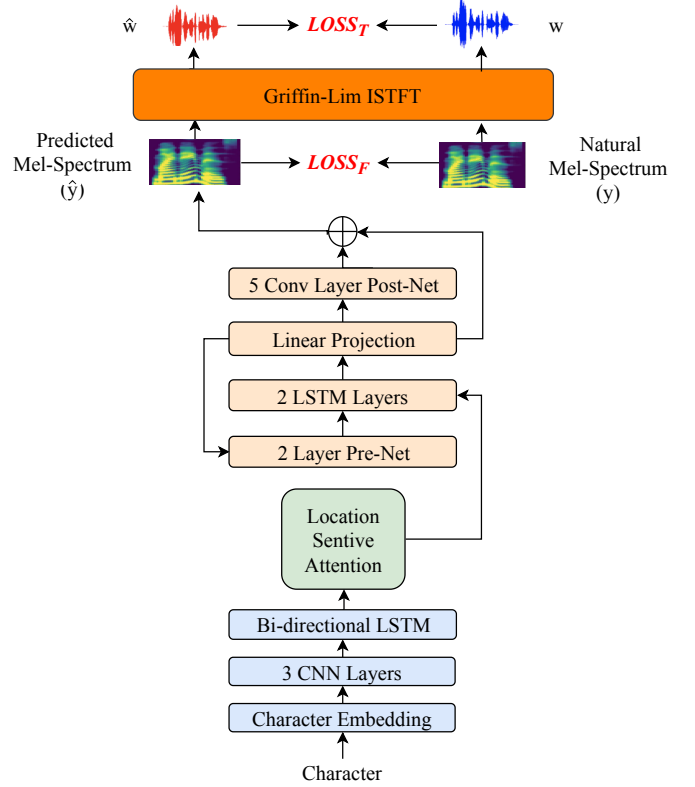 ŵ
LOSS_T
w
Griffin-Lim ISTFT
Predicted
Mel-Spectrum
(ŷ)
LOSS_F
Natural
Mel-Spectrum
(y)
5 Conv Layer Post-Net
Linear Projection
2 LSTM Layers
2 Layer Pre-Net
Location
Sentive
Attention
Bi-directional LSTM
3 CNN Layers
Character Embedding
Character